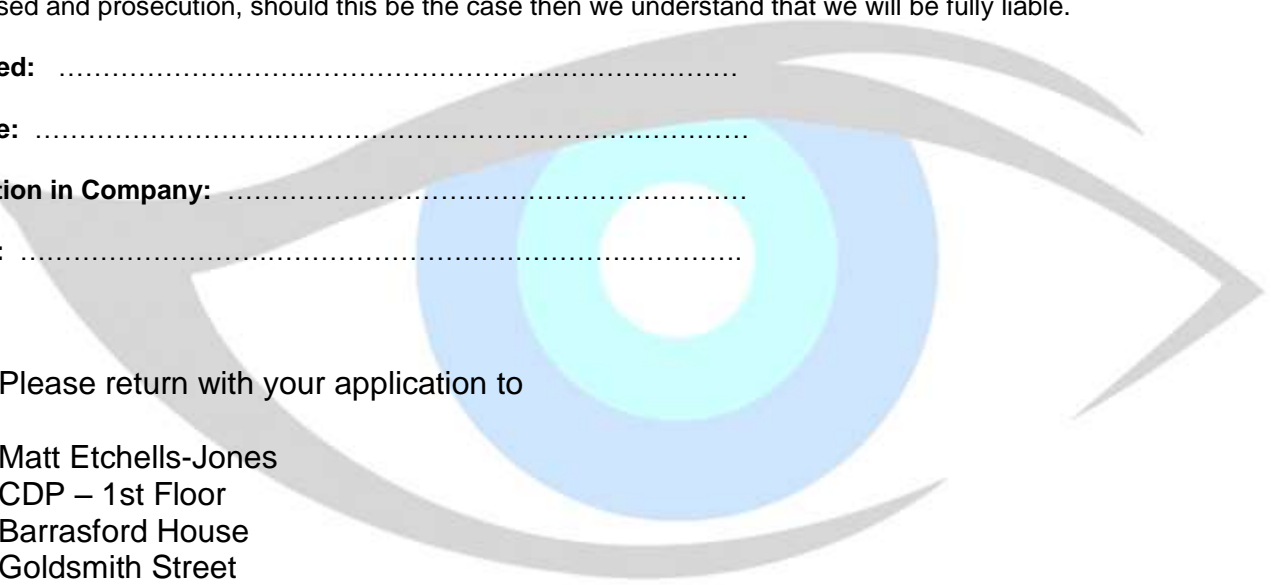 sed and prosecution, should this be the case then we understand that we will be fully liable.
ed: ……………………………………………………………………
e: ……………………………………………………………………
tion in Company: …………………………………………………
: ……………………………………………………………………
Please return with your application to
Matt Etchells-Jones
CDP – 1st Floor
Barrasford House
Goldsmith Street